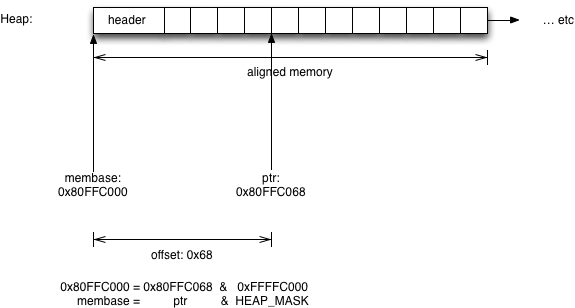 Heap:
header
... etc
aligned memory
membase:
0x80FFC000
ptr:
0x80FFC068
offset: 0x68
0x80FFC000 = 0x80FFC068 & 0xFFFFC000
membase = ptr & HEAP_MASK